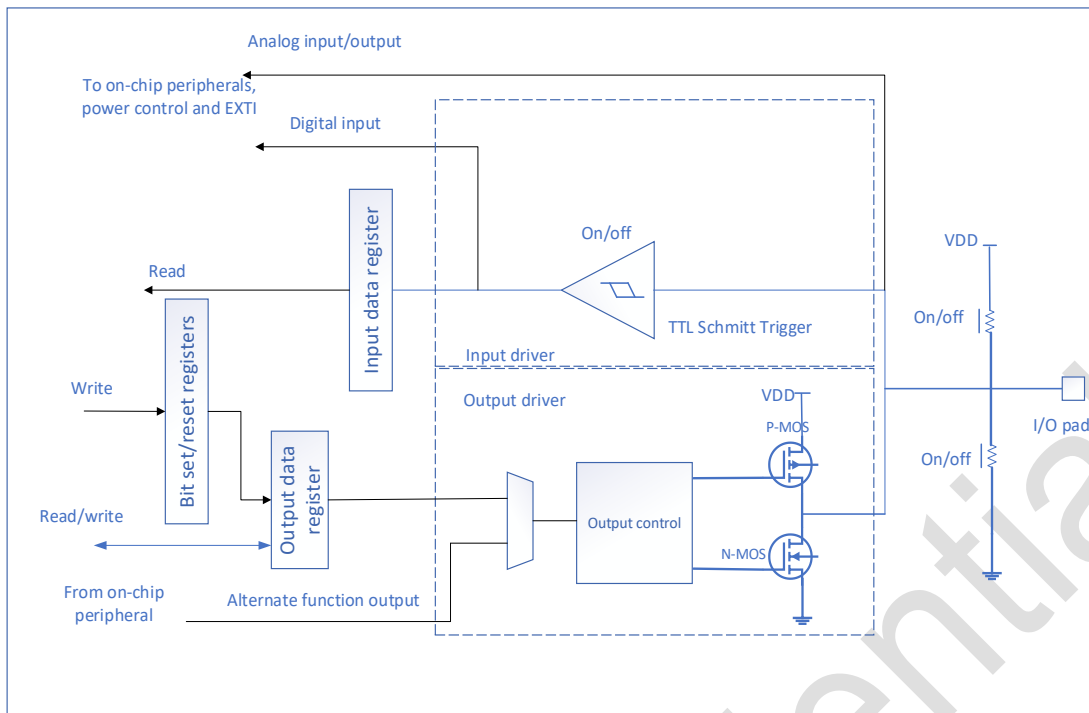 Analog input/output
To on-chip peripherals,
power control and EXTI
Digital input
On/off
Input data register
Read
TTL Schmitt Trigger
VDD
On/off
Input driver
Bit set/reset registers
Write
Output driver
VDD
P-MOS
I/O pad
On/off
Output data
register
Output control
Read/write
N-MOS
From on-chip
peripheral
Alternate function output